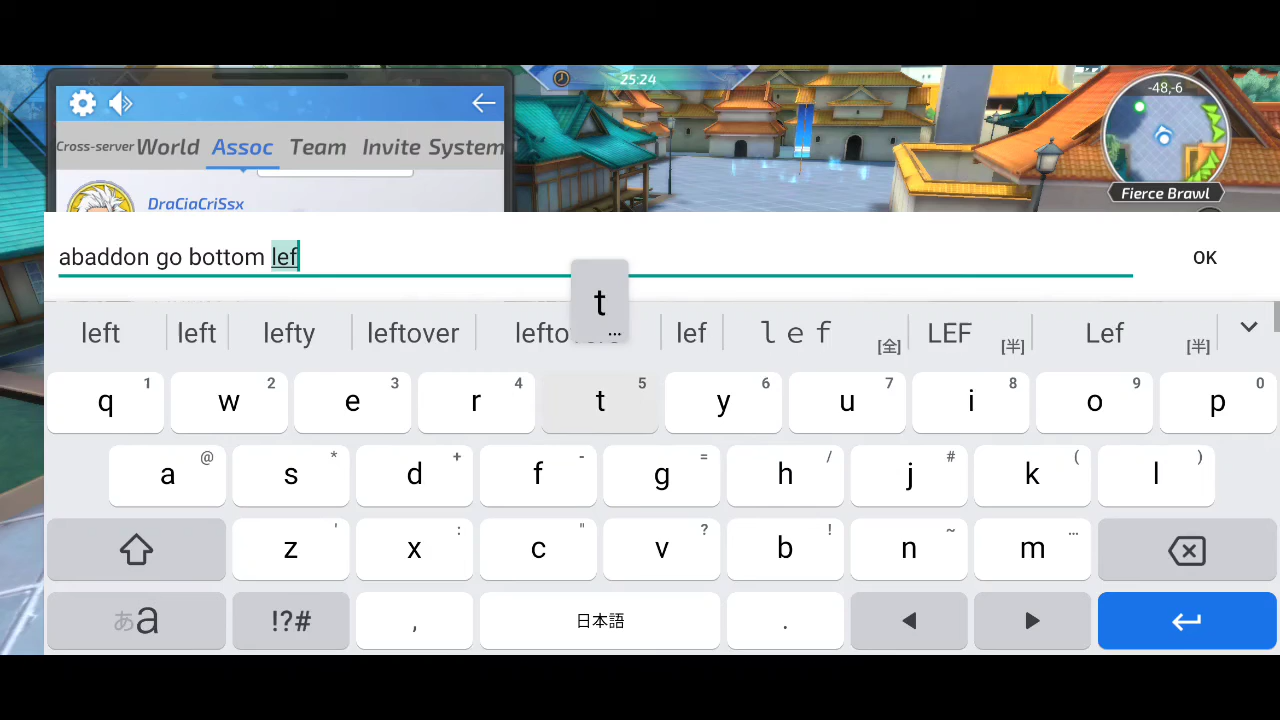 25:24
-48,-6
Cross-server World Assoc Team Invite System
Fierce Brawl
DraCiaCriSsx
abaddon go bottom lef
OK
t
...
left left lefty leftover lef lef [全] LEF [半] Lef [半]
q 1 w 2 e 3 r 4 t 5 y 6 u 7 i 8 o 9 p 0
a @ s * d + f - g = h / j # k ( l )
z ' x : c " v ? b ! n ~ m …
あa !?# , 日本語 .